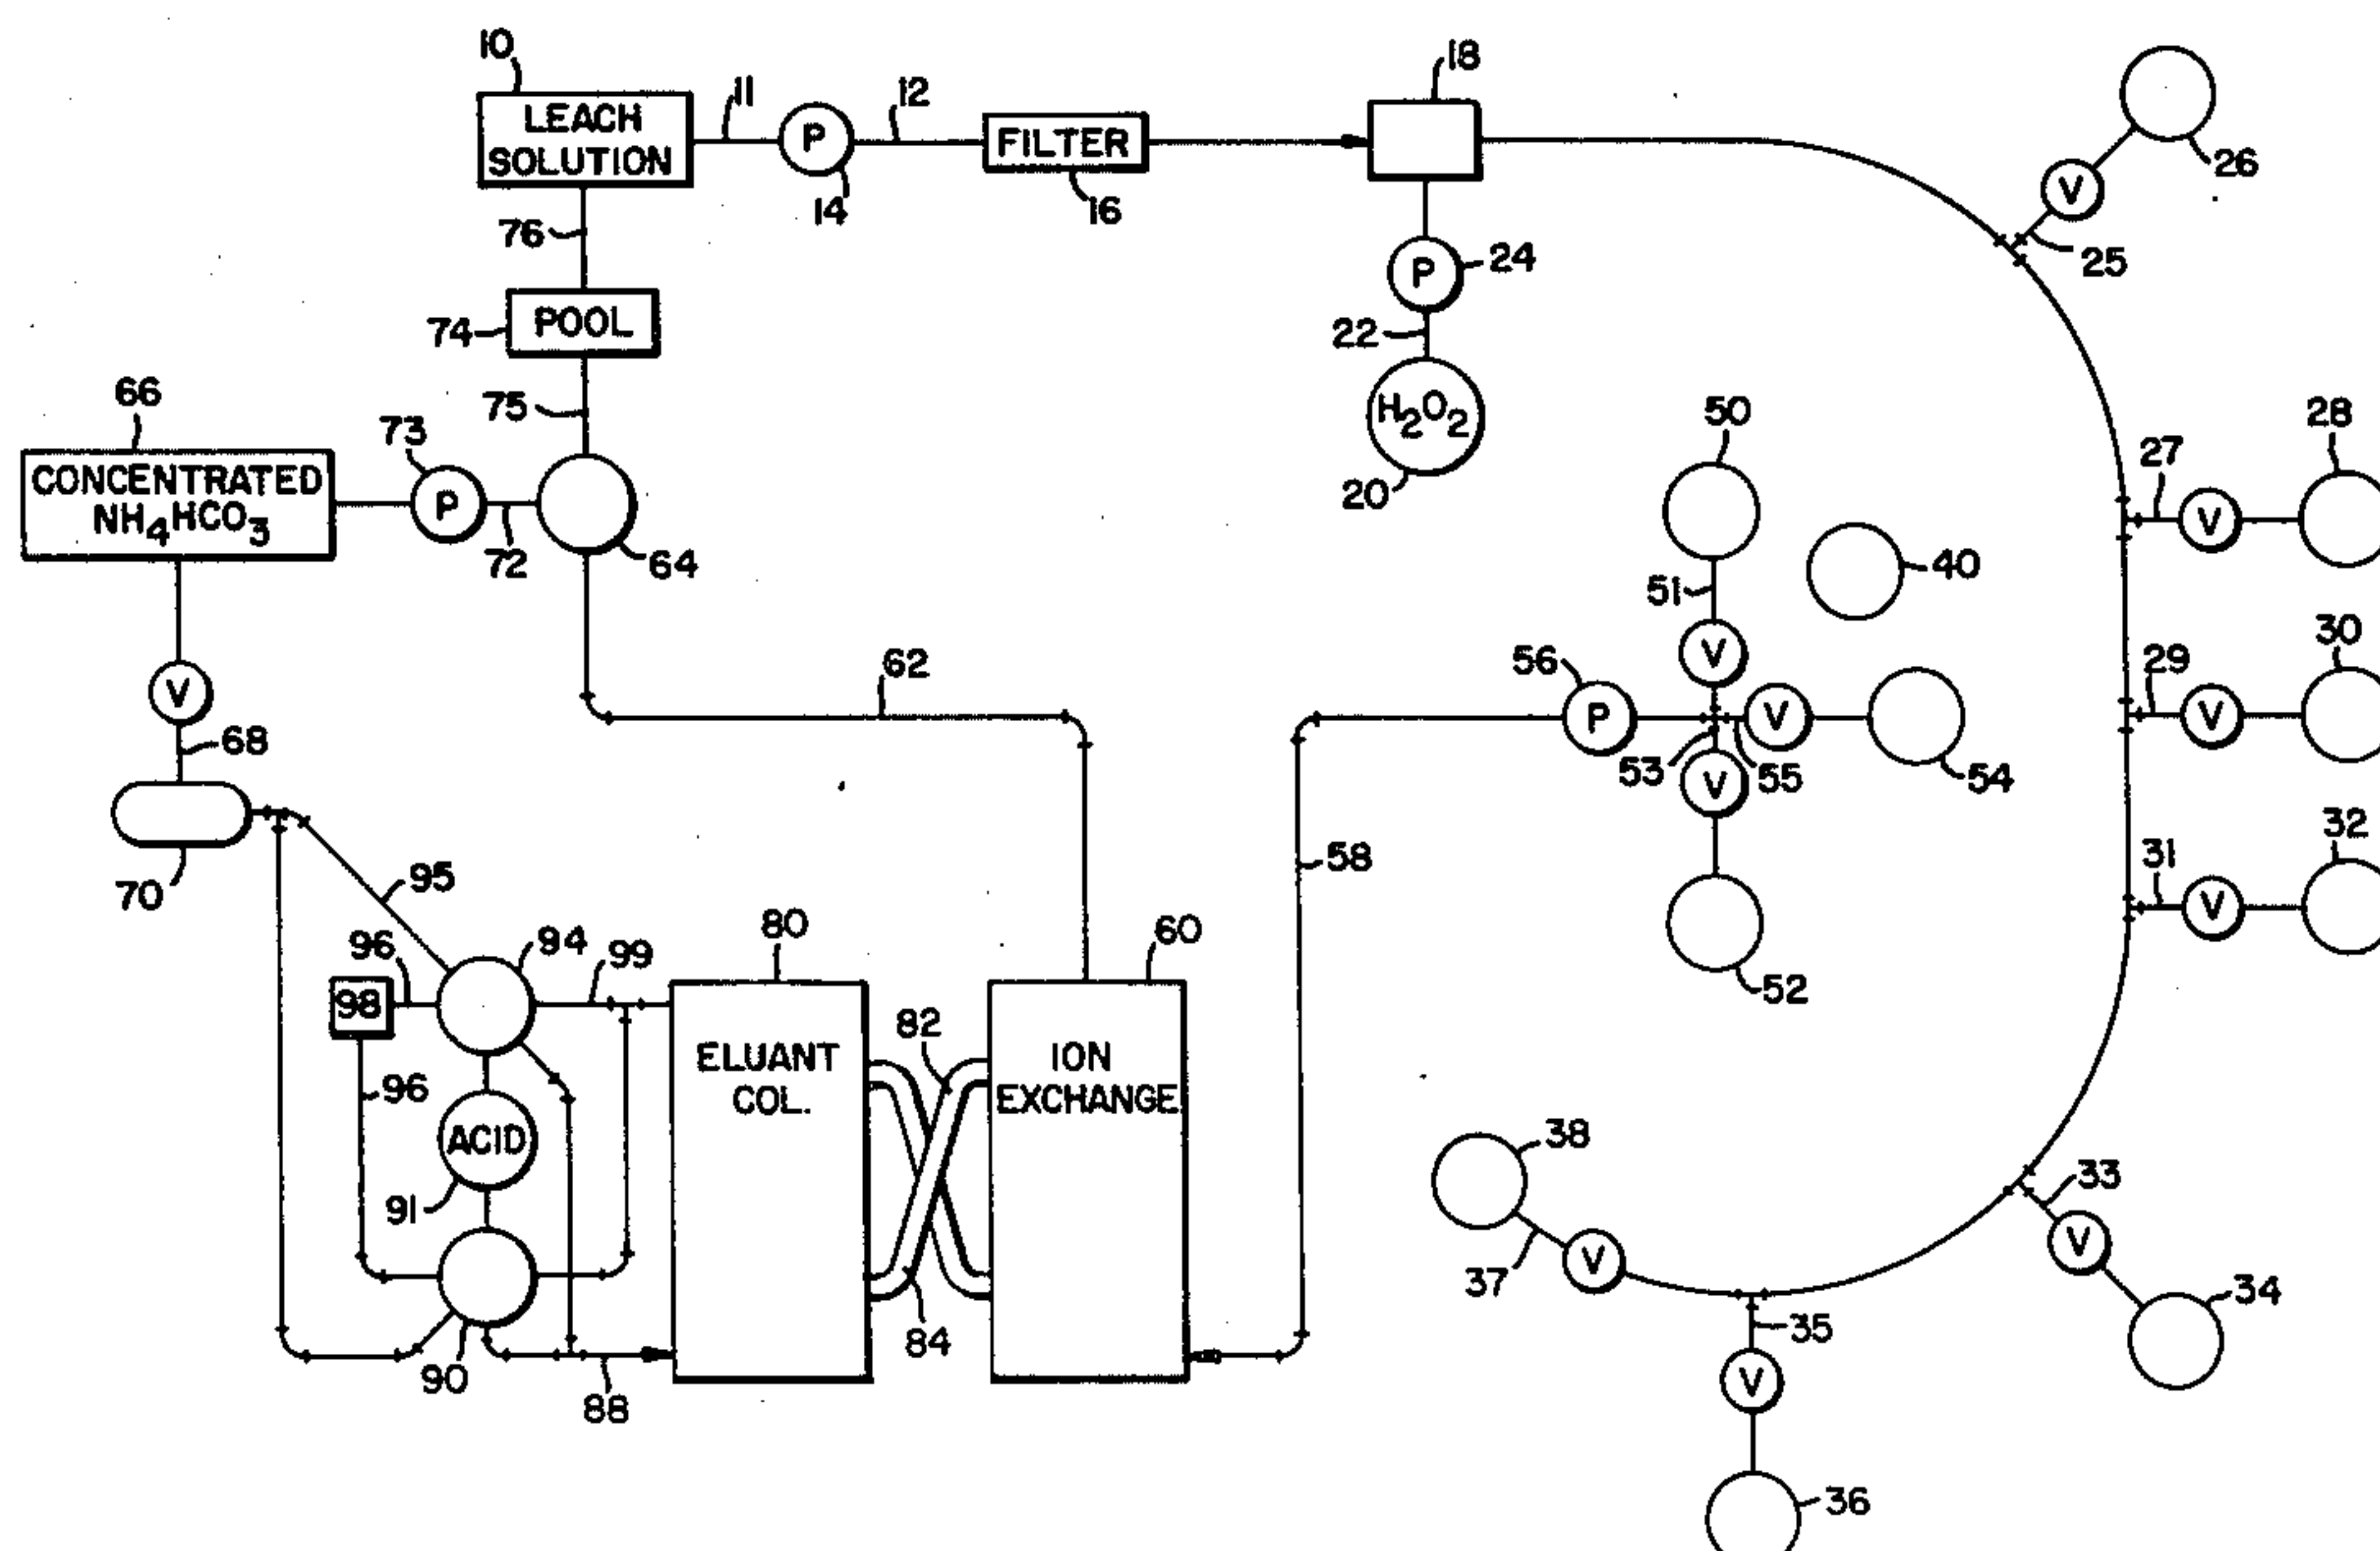 10
LEACH
SOLUTION
11
P
14
12
FILTER
16
18
P
24
22
H2O2
20
V
26
25
76
POOL
74
75
66
CONCENTRATED
NH4HCO3
73
P
72
64
V
68
70
62
50
51
V
40
56
P
53
V
55
V
54
52
58
27
V
28
29
V
30
31
V
32
95
96
94
99
98
96
ACID
91
90
88
80
ELUANT
COL.
82
84
60
ION
EXCHANGE
38
37
V
35
V
36
33
V
34